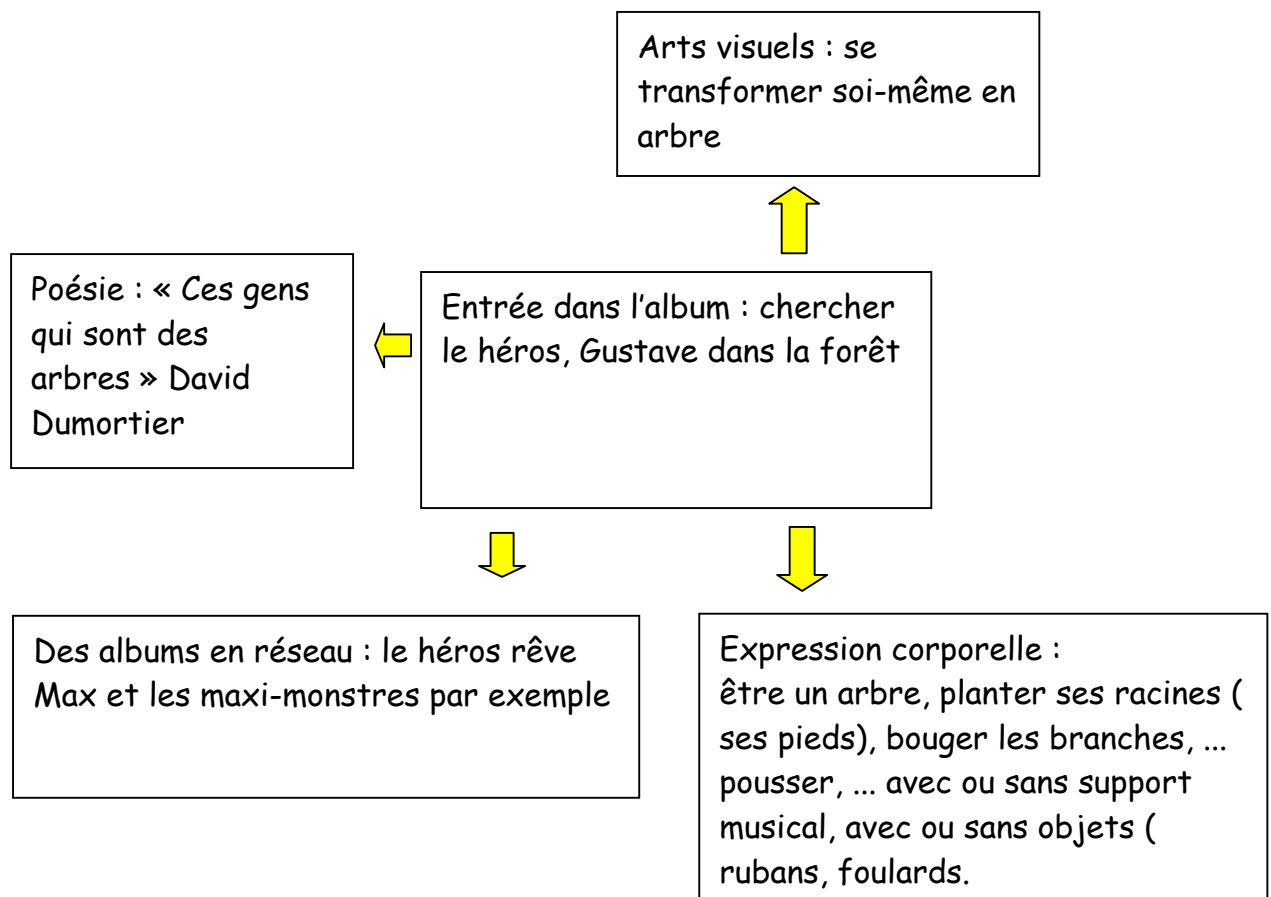 Arts visuels : se
transformer soi-même en
arbre
Poésie : « Ces gens
qui sont des
arbres » David
Dumortier
Entrée dans l'album : chercher
le héros, Gustave dans la forêt
Des albums en réseau : le héros rêve
Max et les maxi-monstres par exemple
Expression corporelle :
être un arbre, planter ses racines (
ses pieds), bouger les branches, ...
pousser, ... avec ou sans support
musical, avec ou sans objets (
rubans, foulards.